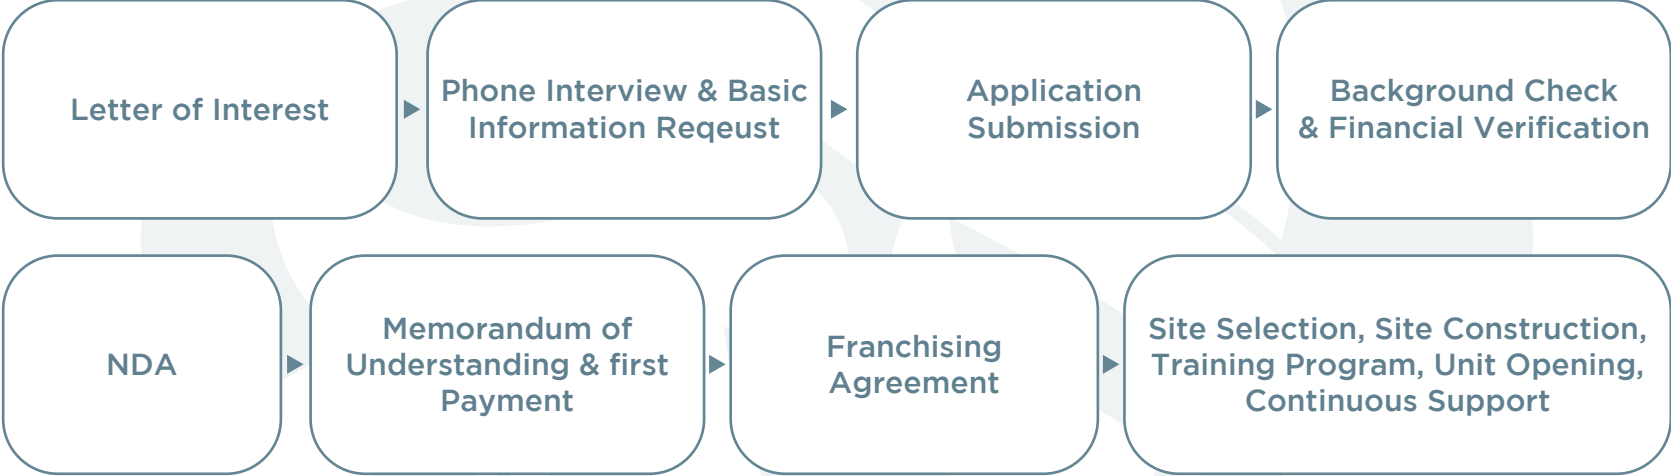 Letter of Interest
Phone Interview & Basic
Information Reqeust
Application
Submission
Background Check
& Financial Verification
NDA
Memorandum of
Understanding & first
Payment
Franchising
Agreement
Site Selection, Site Construction,
Training Program, Unit Opening,
Continuous Support